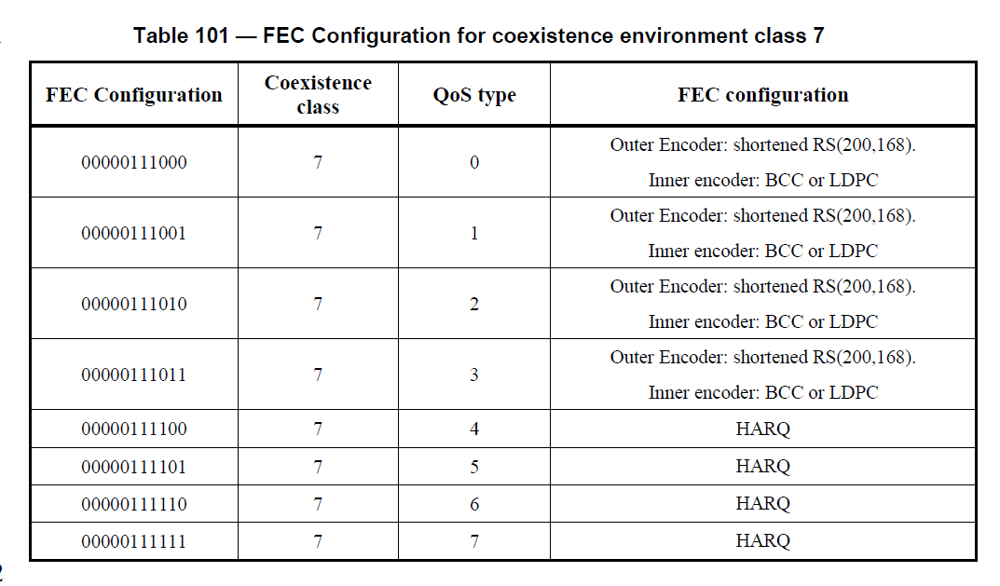 Table 101 — FEC Configuration for coexistence environment class 7
FEC Configuration
Coexistence
class
QoS type
FEC configuration
00000111000
7
0
Outer Encoder: shortened RS(200,168).
Inner encoder: BCC or LDPC
00000111001
7
1
Outer Encoder: shortened RS(200,168).
Inner encoder: BCC or LDPC
00000111010
7
2
Outer Encoder: shortened RS(200,168).
Inner encoder: BCC or LDPC
00000111011
7
3
Outer Encoder: shortened RS(200,168).
Inner encoder: BCC or LDPC
00000111100
7
4
HARQ
00000111101
7
5
HARQ
00000111110
7
6
HARQ
00000111111
7
7
HARQ